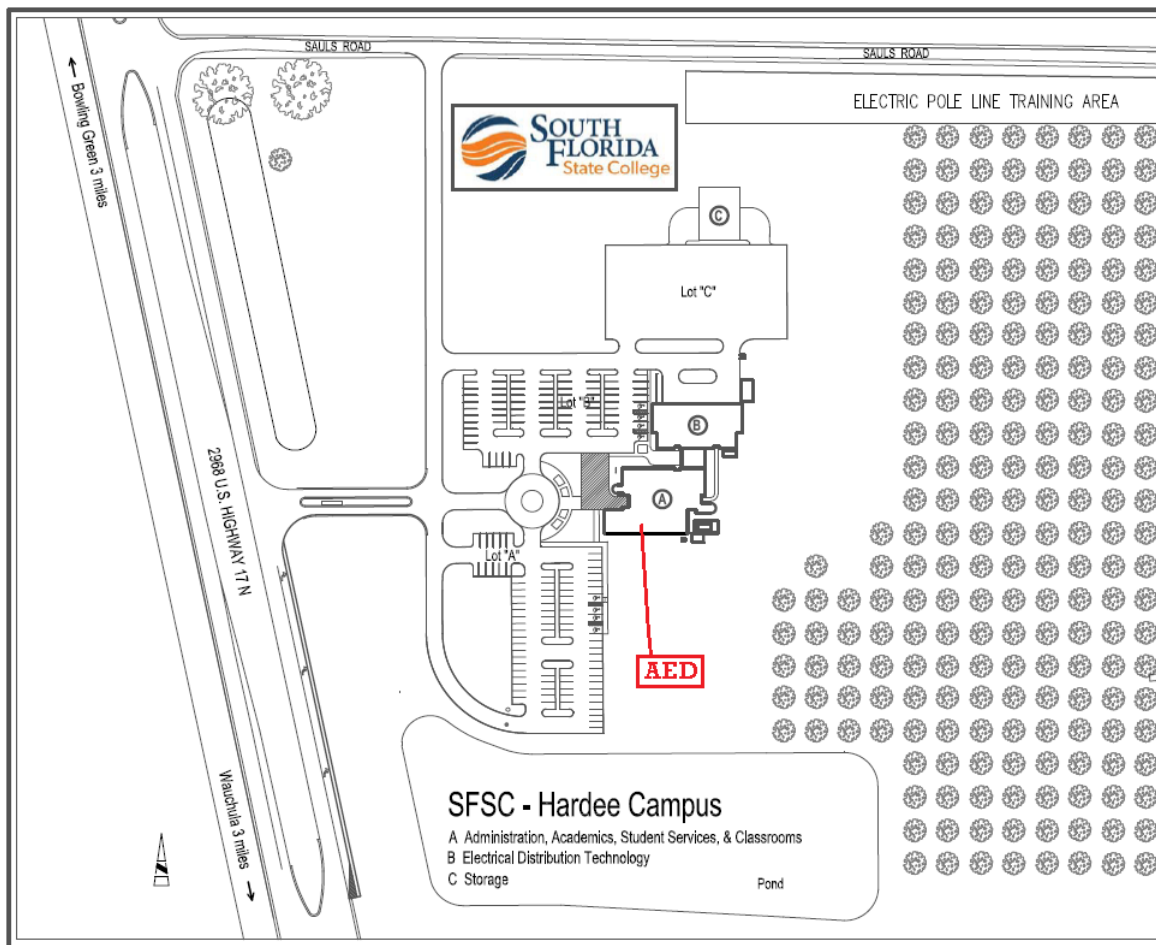 SAULS ROAD
SAULS ROAD
← Bowling Green 3 miles
ELECTRIC POLE LINE TRAINING AREA
SOUTH
FLORIDA
State College
C
Lot "C"
Lot "B"
B
A
2968 U.S. HIGHWAY 17 N
Lot "A"
AED
Wauchula 3 miles →
SFSC - Hardee Campus
A Administration, Academics, Student Services, & Classrooms
B Electrical Distribution Technology
C Storage
Pond
N